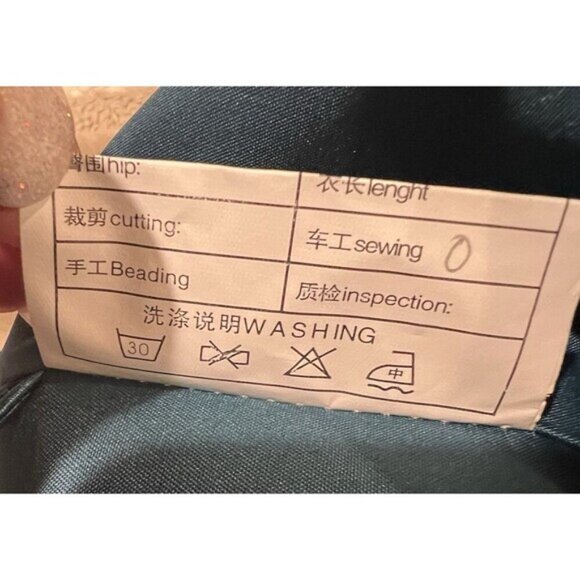 臀围hip:
衣长lenght
裁剪cutting:
车工sewing 0
手工Beading
质检inspection:
洗涤说明WASHING
30
中